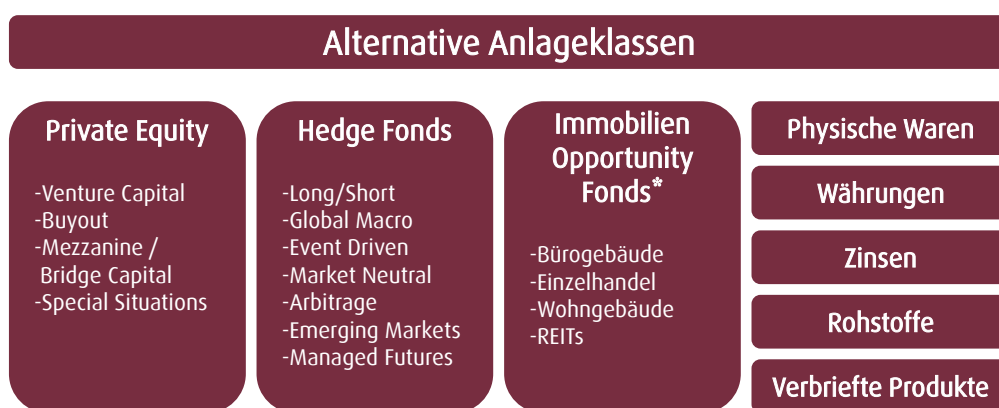 Alternative Anlageklassen
Private Equity
-Venture Capital
-Buyout
-Mezzanine /
Bridge Capital
-Special Situations
Hedge Fonds
-Long/Short
-Global Macro
-Event Driven
-Market Neutral
-Arbitrage
-Emerging Markets
-Managed Futures
Immobilien
Opportunity
Fonds*
-Bürogebäude
-Einzelhandel
-Wohngebäude
-REITs
Physische Waren
Währungen
Zinsen
Rohstoffe
Verbriefte Produkte